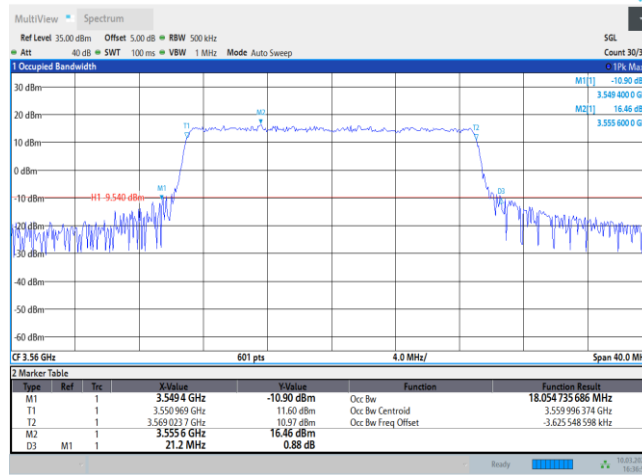 MultiView Spectrum
Ref Level 35.00 dBm Offset 5.00 dB RBW 500 kHz SGL
Att 40 dB SWT 100 ms VBW 1 MHz Mode Auto Sweep Count 30/3
1 Occupied Bandwidth 1Pk Max
M1[1] -10.90 dB
3.549 400 0 G
M2[1] 16.46 dB
3.555 600 0 G
30 dBm
20 dBm
10 dBm
0 dBm
-10 dBm
-20 dBm
-30 dBm
-40 dBm
-50 dBm
-60 dBm
T1
M2
T2
M1
D3
H1 -9.540 dBm
CF 3.56 GHz 601 pts 4.0 MHz/ Span 40.0 MH
2 Marker Table
Type Ref Trc X-Value Y-Value Function Function Result
M1 1 3.549 4 GHz -10.90 dBm Occ Bw 18.054 735 686 MHz
T1 1 3.550 969 GHz 11.60 dBm Occ Bw Centroid 3.559 996 374 GHz
T2 1 3.569 023 7 GHz 10.97 dBm Occ Bw Freq Offset -3.625 548 598 kHz
M2 1 3.555 6 GHz 16.46 dBm
D3 M1 1 21.2 MHz 0.88 dB
Ready